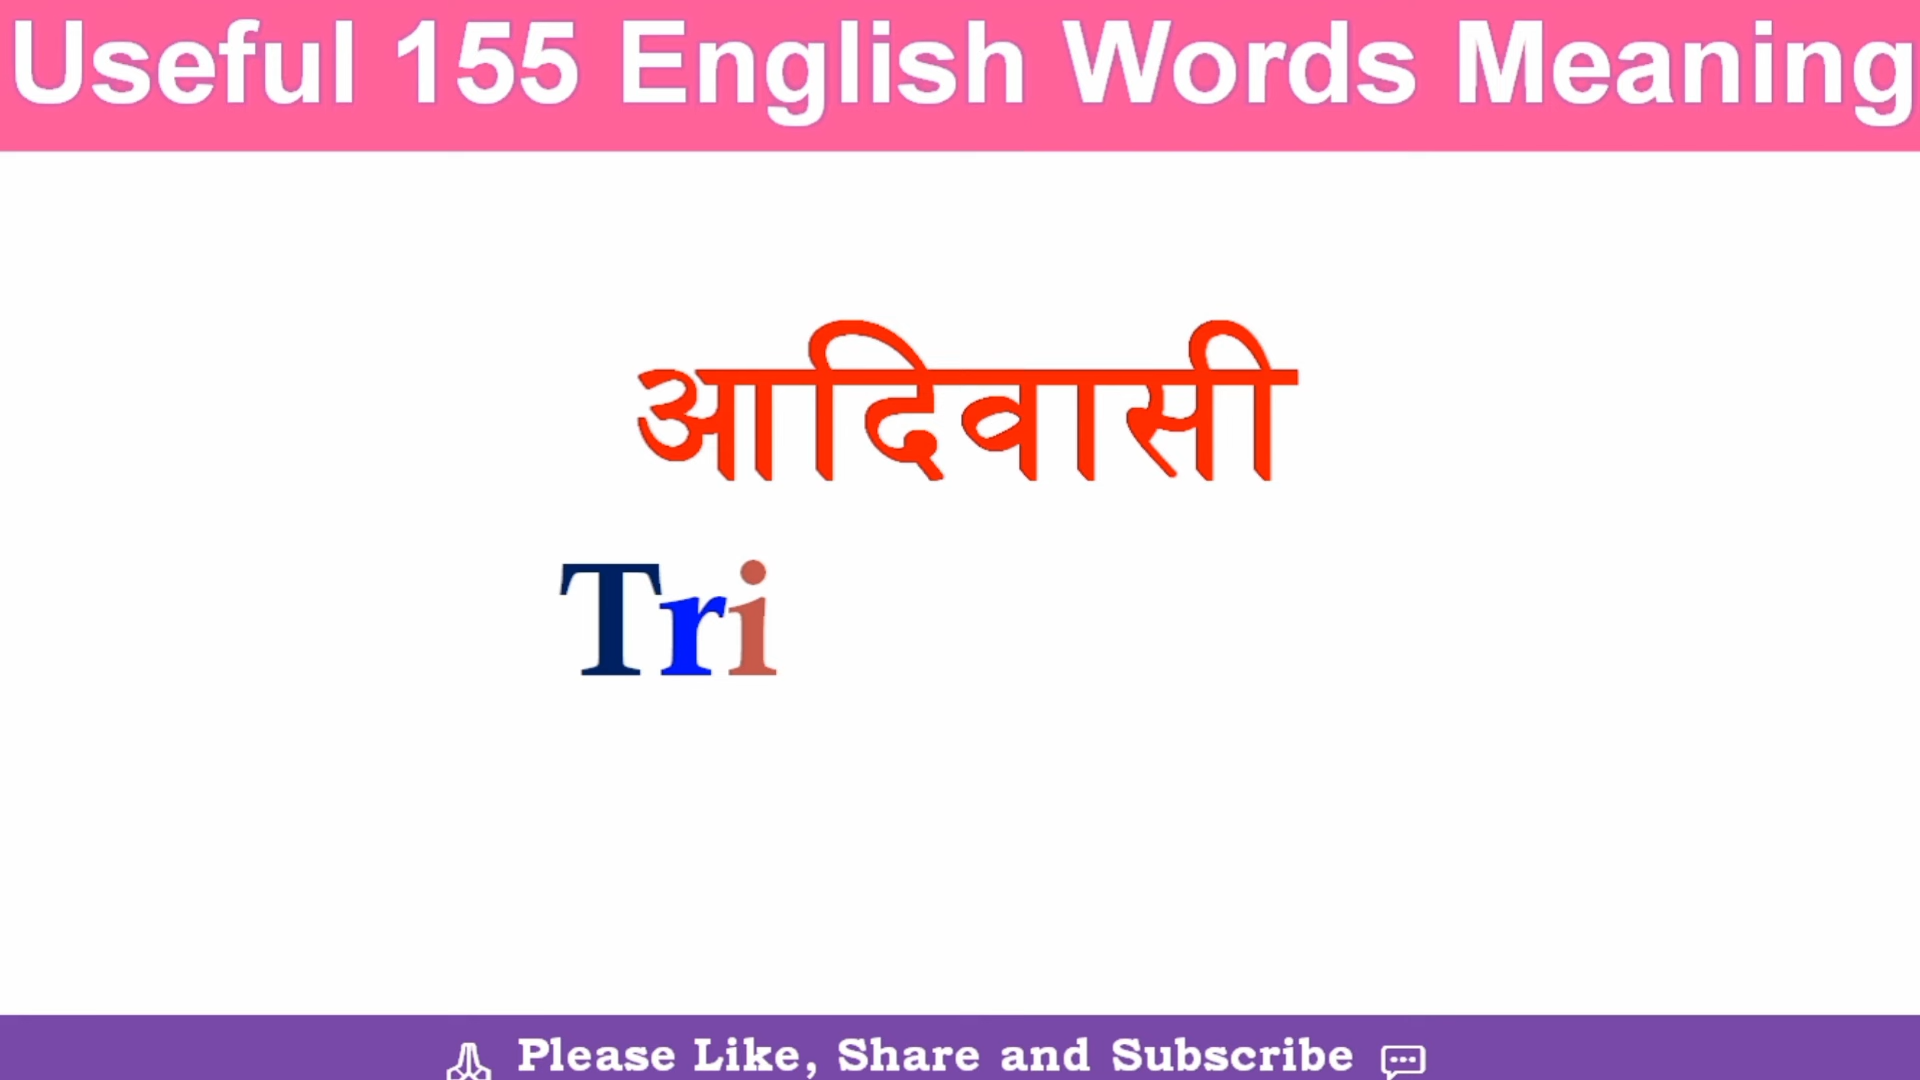 Useful 155 English Words Meaning
आदिवासी
Tri
Please Like, Share and Subscribe